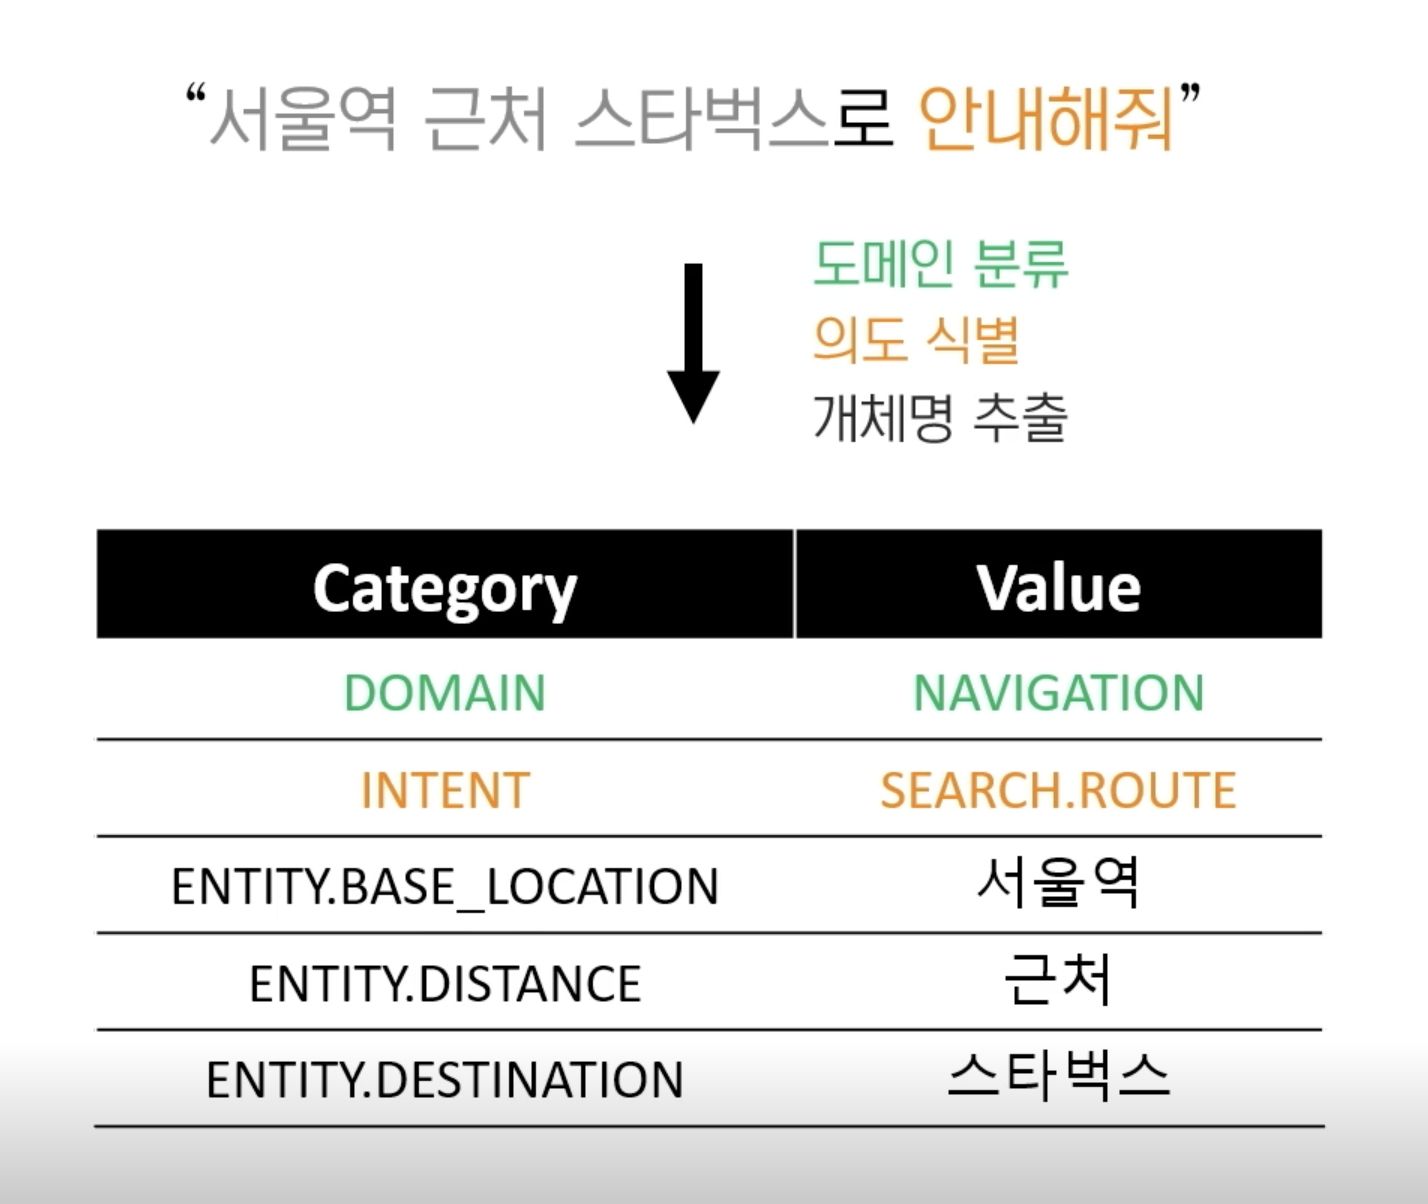 “서울역 근처 스타벅스로 안내해줘”
도메인 분류
의도 식별
개체명 추출
Category Value
DOMAIN NAVIGATION
INTENT SEARCH.ROUTE
ENTITY.BASE_LOCATION 서울역
ENTITY.DISTANCE 근처
ENTITY.DESTINATION 스타벅스